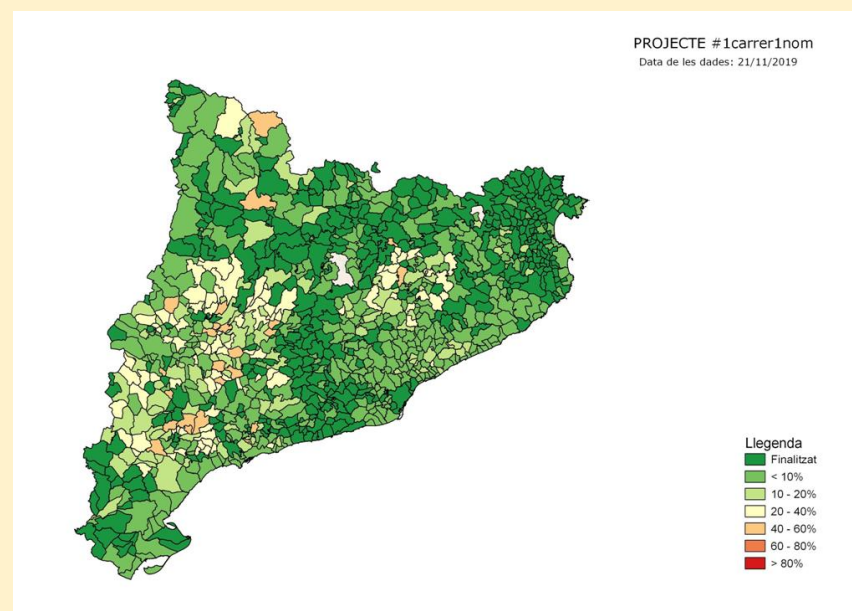 PROJECTE #1carrer1nom
Data de les dades: 21/11/2019
Llegenda
Finalitzat
< 10%
10 - 20%
20 - 40%
40 - 60%
60 - 80%
> 80%